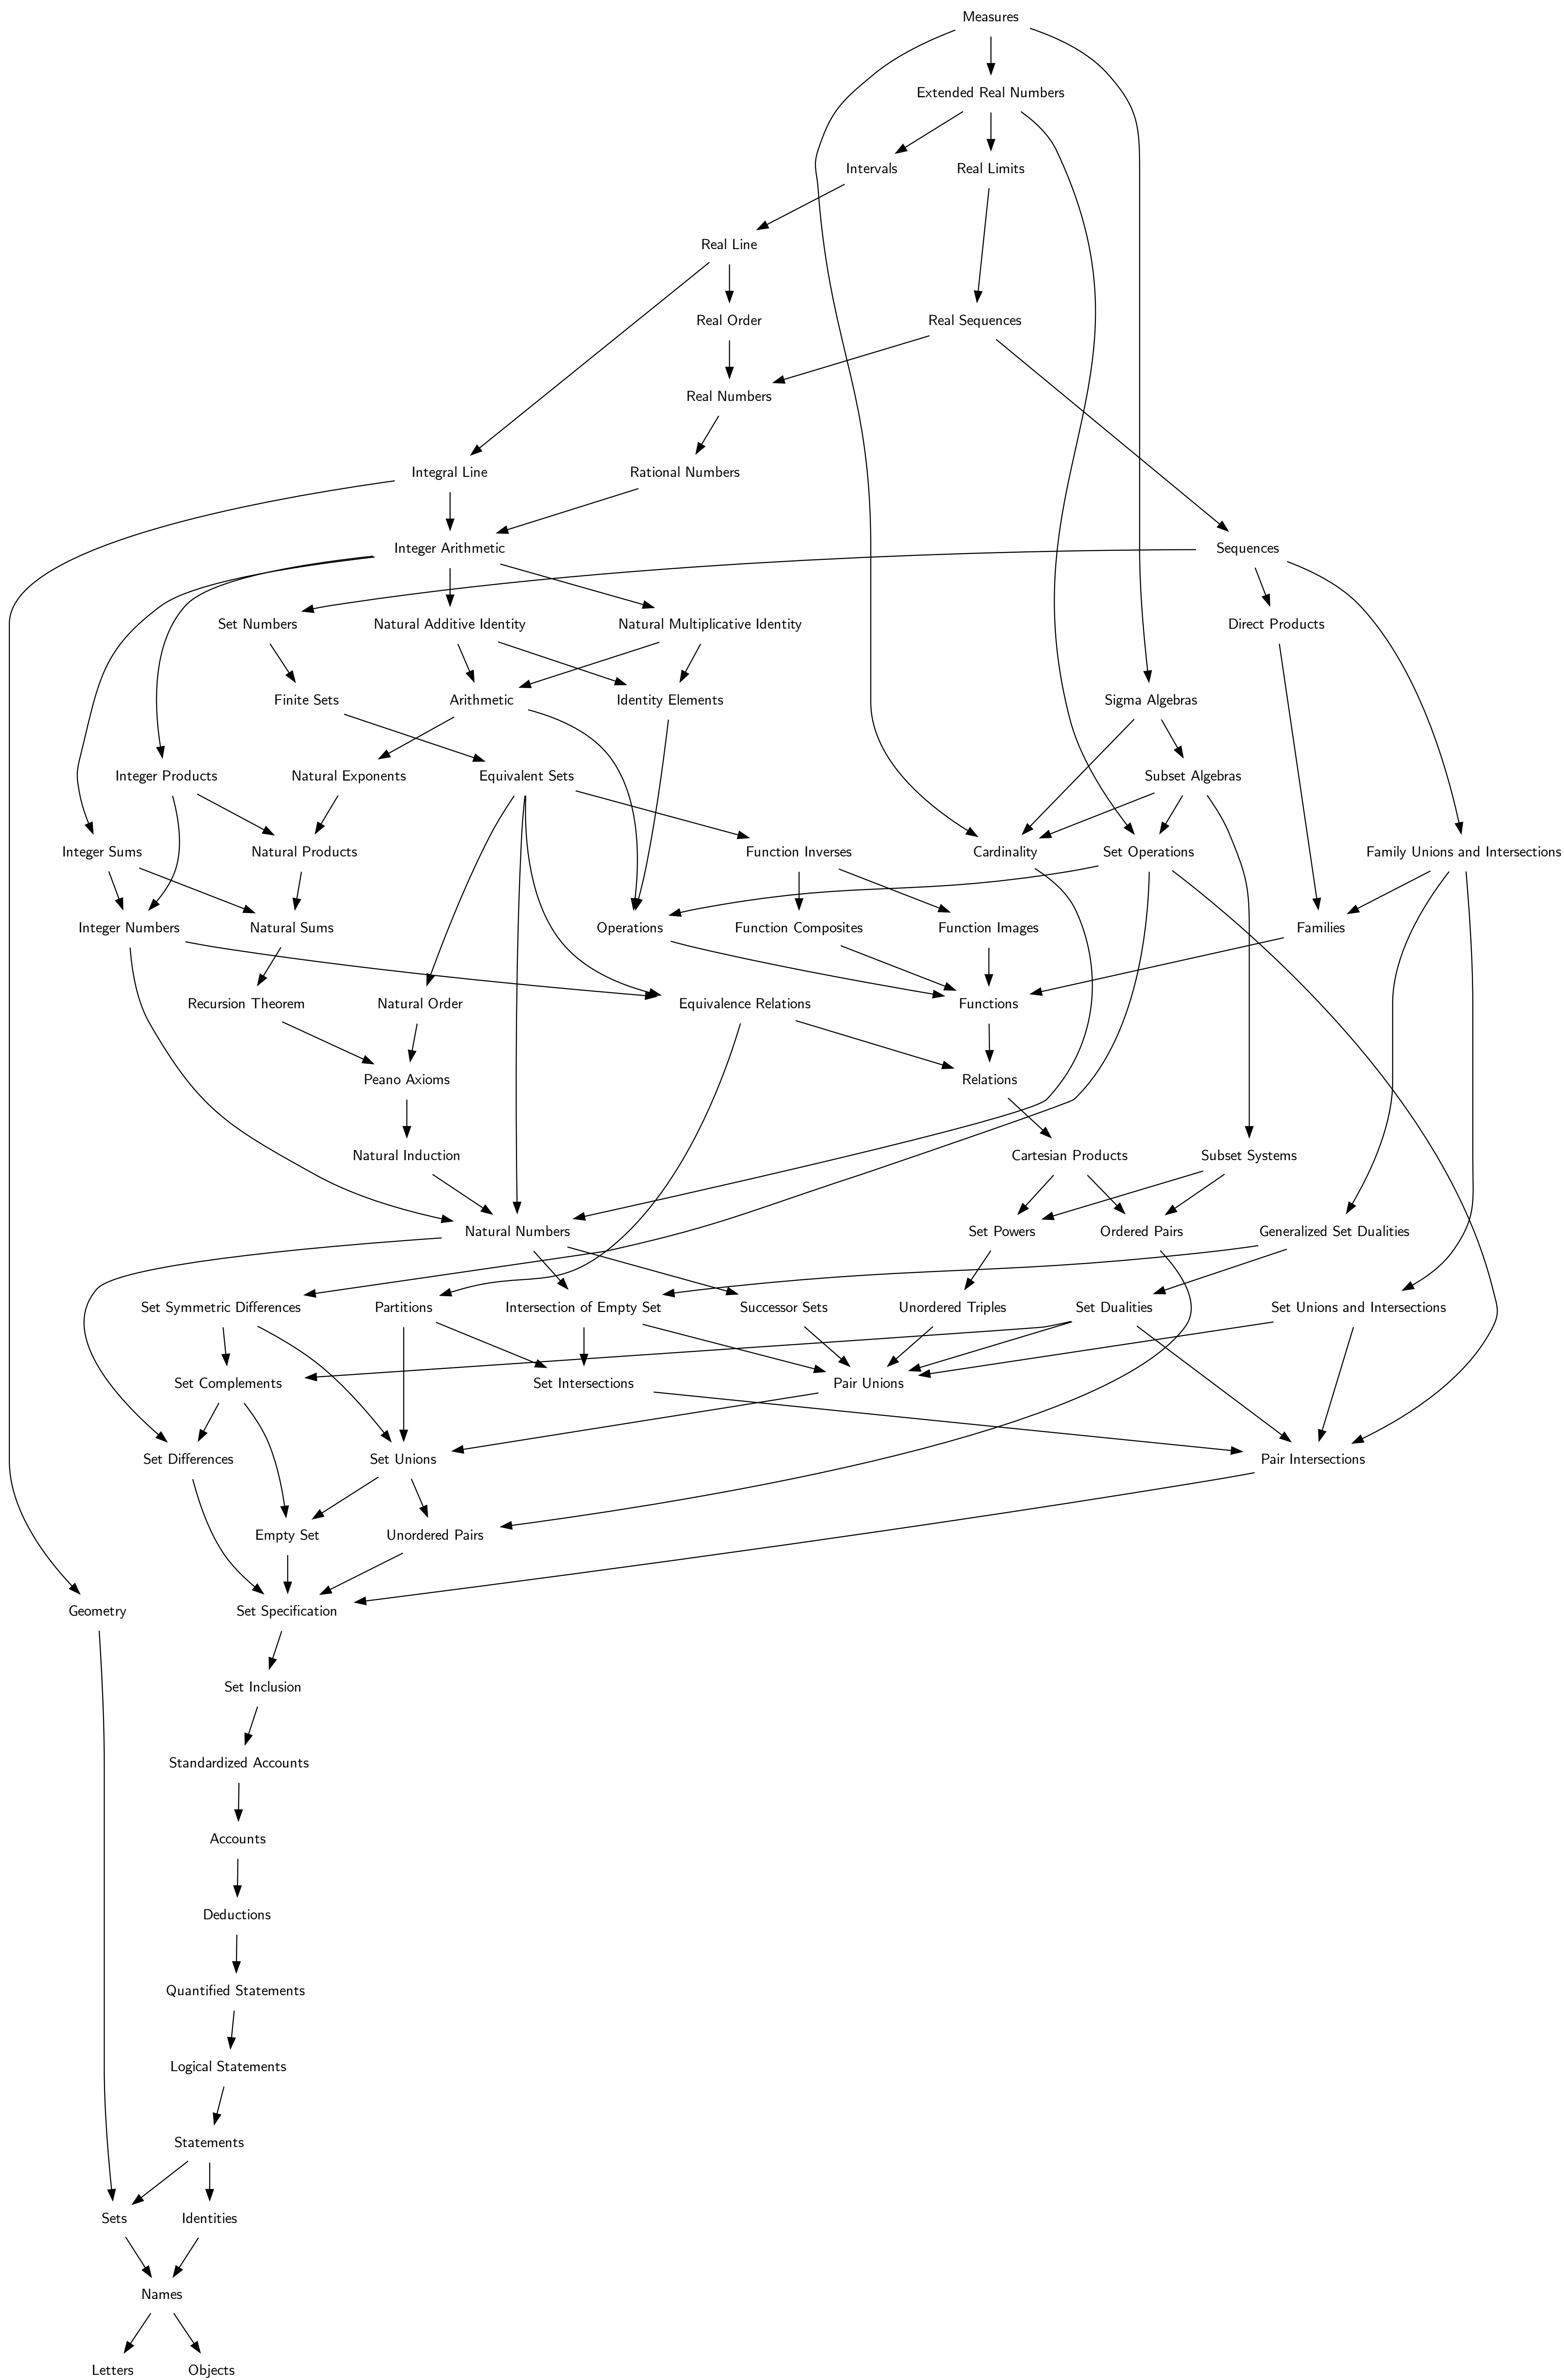 Measures
Extended Real Numbers
Intervals
Real Limits
Real Line
Real Order
Real Sequences
Real Numbers
Integral Line
Rational Numbers
Integer Arithmetic
Sequences
Set Numbers
Natural Additive Identity
Natural Multiplicative Identity
Direct Products
Finite Sets
Arithmetic
Identity Elements
Sigma Algebras
Integer Products
Natural Exponents
Equivalent Sets
Subset Algebras
Integer Sums
Natural Products
Function Inverses
Cardinality
Set Operations
Family Unions and Intersections
Integer Numbers
Natural Sums
Operations
Function Composites
Function Images
Families
Recursion Theorem
Natural Order
Equivalence Relations
Functions
Peano Axioms
Relations
Natural Induction
Cartesian Products
Subset Systems
Natural Numbers
Set Powers
Ordered Pairs
Generalized Set Dualities
Set Symmetric Differences
Partitions
Intersection of Empty Set
Successor Sets
Unordered Triples
Set Dualities
Set Unions and Intersections
Set Complements
Set Intersections
Pair Unions
Set Differences
Set Unions
Pair Intersections
Empty Set
Unordered Pairs
Geometry
Set Specification
Set Inclusion
Standardized Accounts
Accounts
Deductions
Quantified Statements
Logical Statements
Statements
Sets
Identities
Names
Letters
Objects